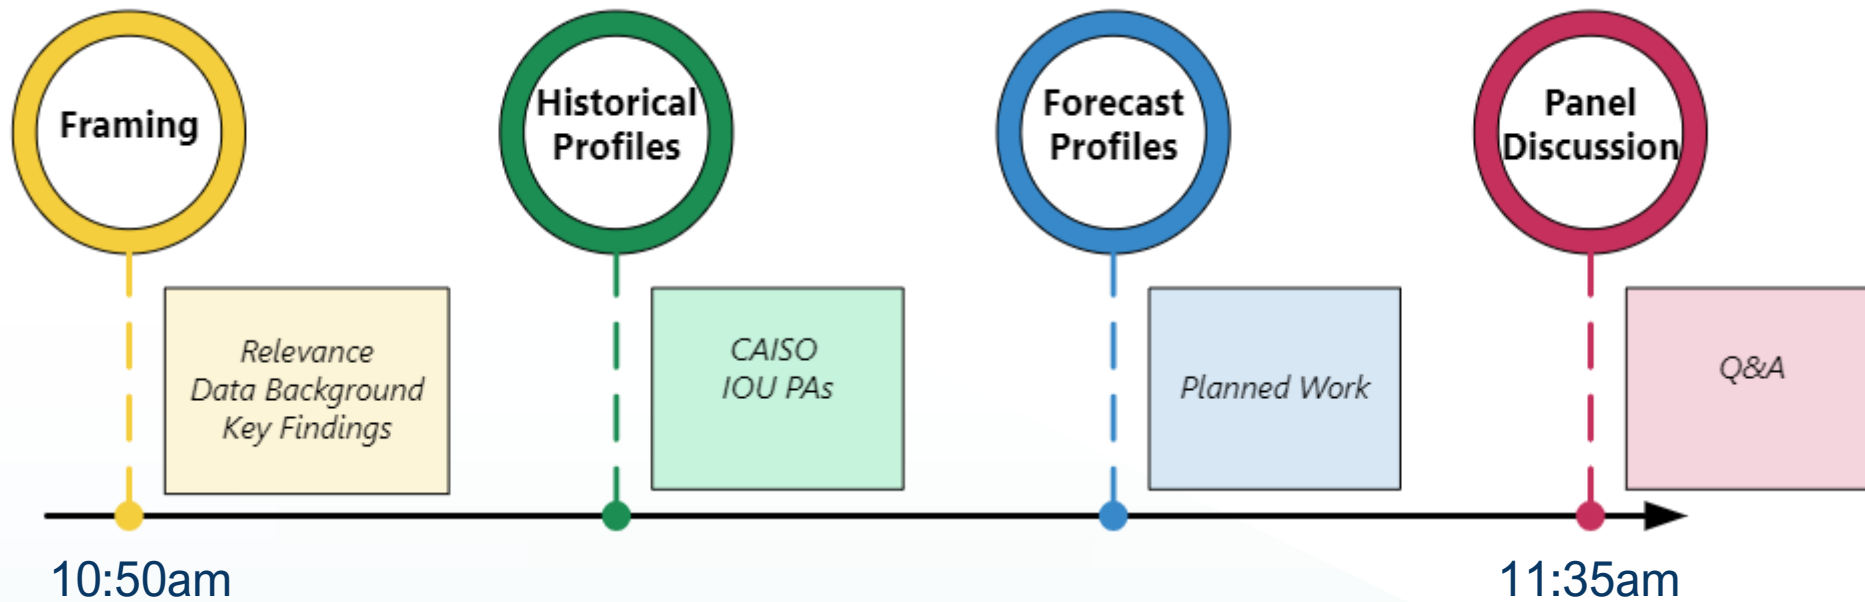 Framing
Historical
Profiles
Forecast
Profiles
Panel
Discussion
Relevance
Data Background
Key Findings
CAISO
IOU PAs
Planned Work
Q&A
10:50am
11:35am